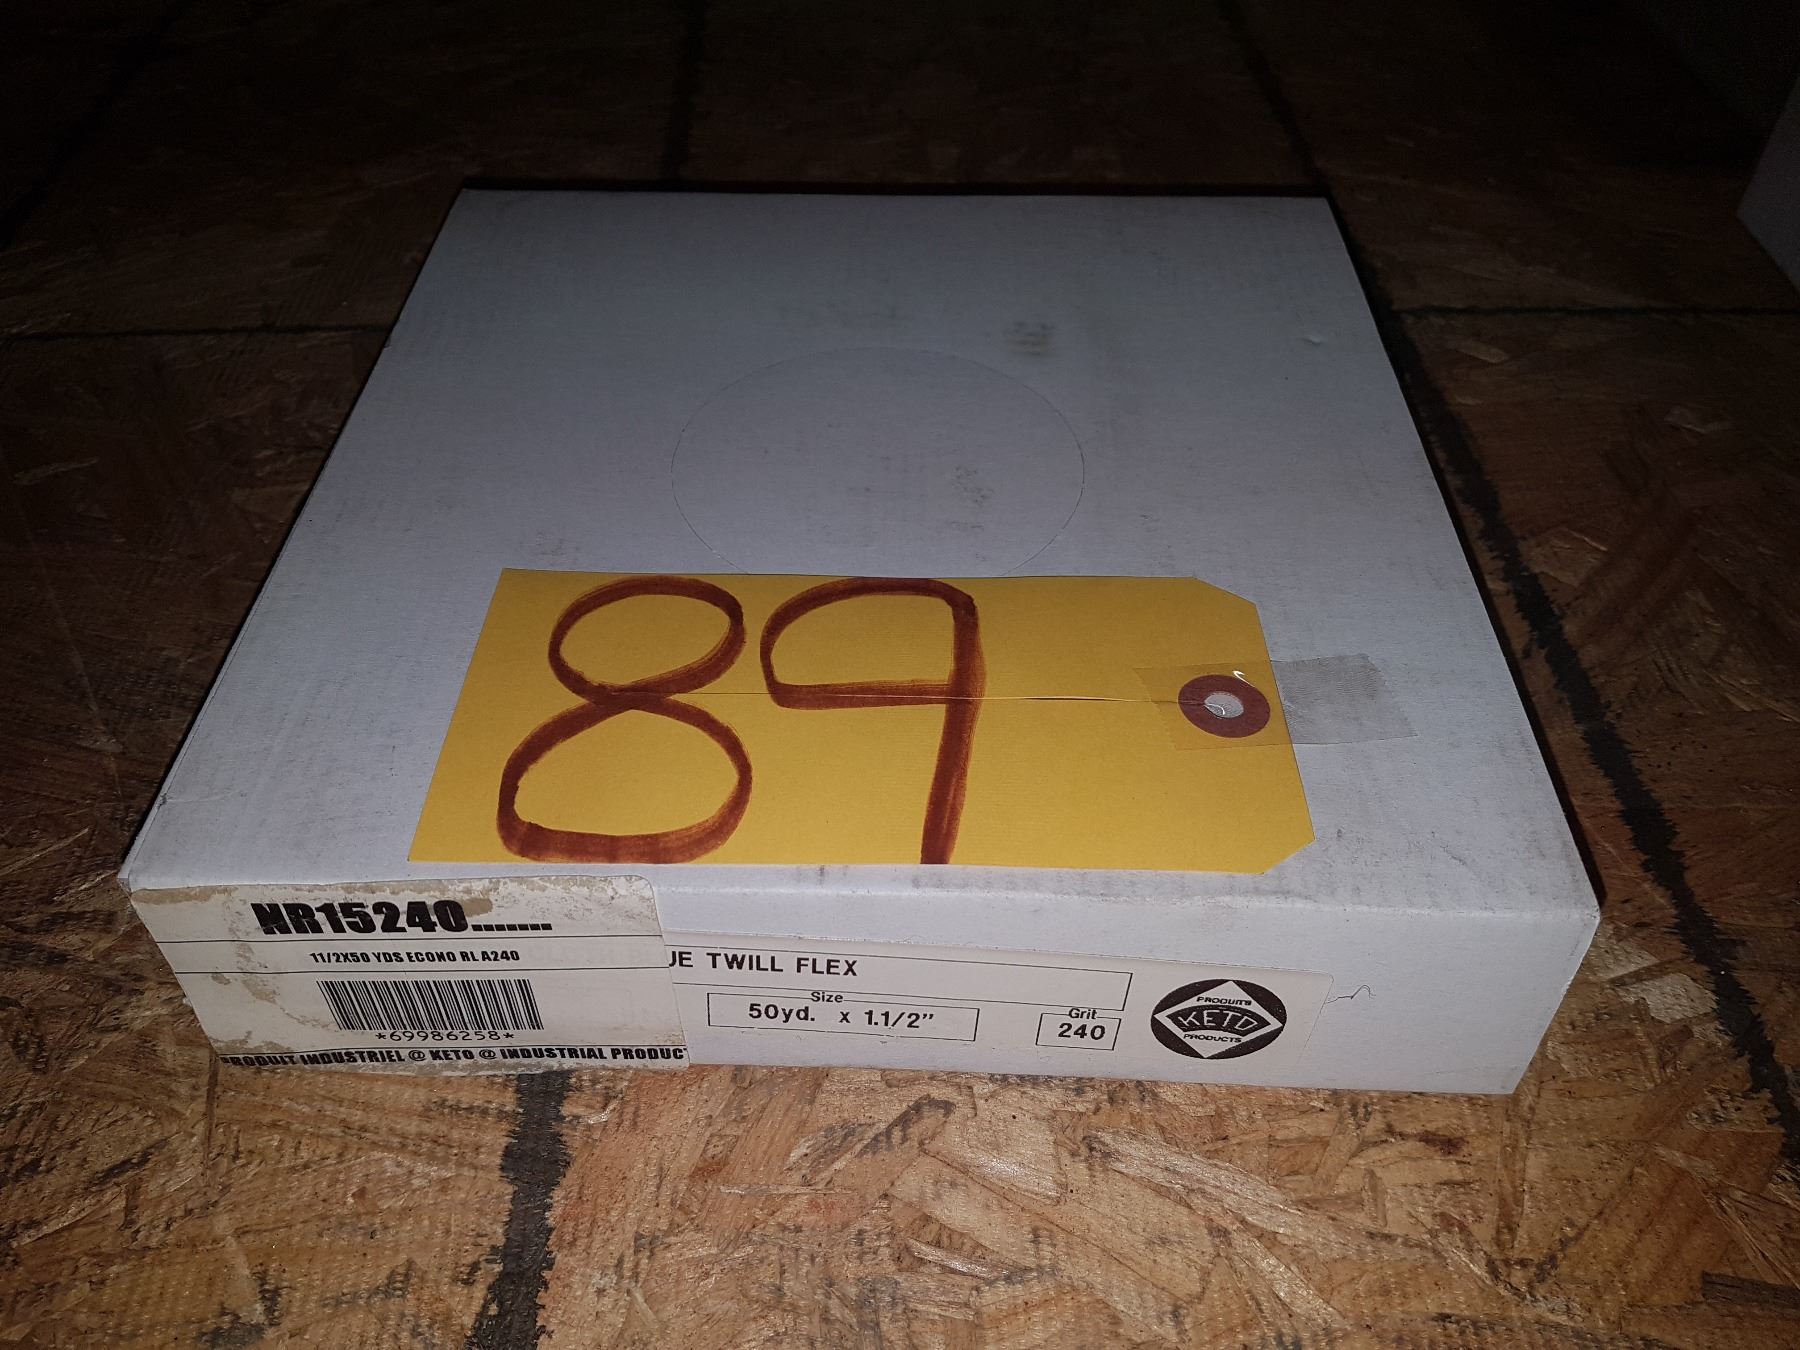 89
NR15240.......
11/2X50 YDS ECONO RL A240
*69986258*
PRODUIT INDUSTRIEL @ KETO @ INDUSTRIAL PRODUC
UE TWILL FLEX
Size
50yd. x 1.1/2"
Grit
240
PRODUITS
KETO
PRODUCTS